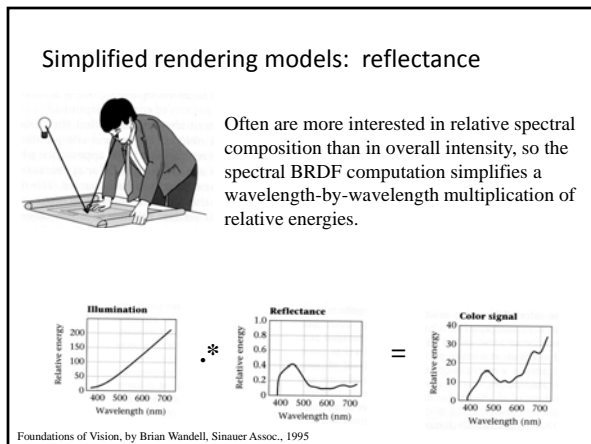 Simplified rendering models:  reflectance
Often are more interested in relative spectral
composition than in overall intensity, so the
spectral BRDF computation simplifies a
wavelength-by-wavelength multiplication of
relative energies.
Illumination
Relative energy
200
150
100
50
0
400 500 600 700
Wavelength (nm)
.*
Reflectance
Relative energy
1.0
0.8
0.6
0.4
0.2
0
400 500 600 700
Wavelength (nm)
=
Color signal
Relative energy
40
30
20
10
0
400 500 600 700
Wavelength (nm)
Foundations of Vision, by Brian Wandell, Sinauer Assoc., 1995